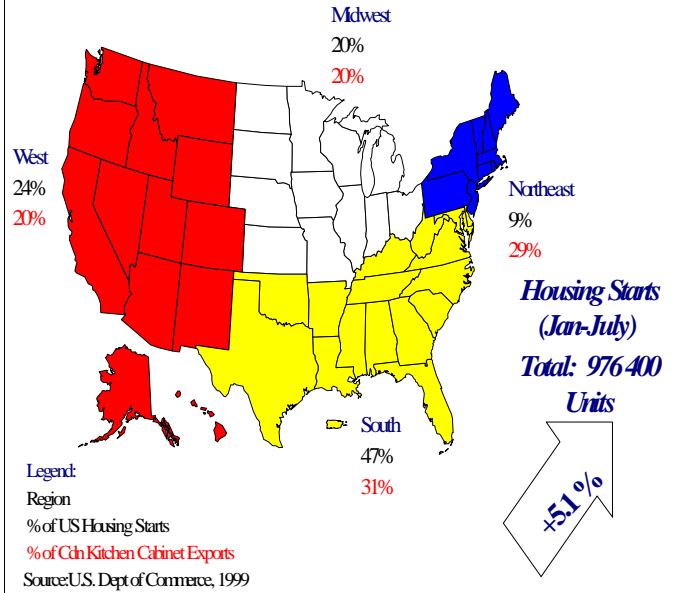 Midwest
20%
20%
West
24%
20%
Northeast
9%
29%
Housing Starts
(Jan-July)
Total: 976 400
Units
+5.1 %
South
47%
31%
Legend:
Region
% of US Housing Starts
% of Cdn Kitchen Cabinet Exports
Source:U.S. Dept of Commerce, 1999